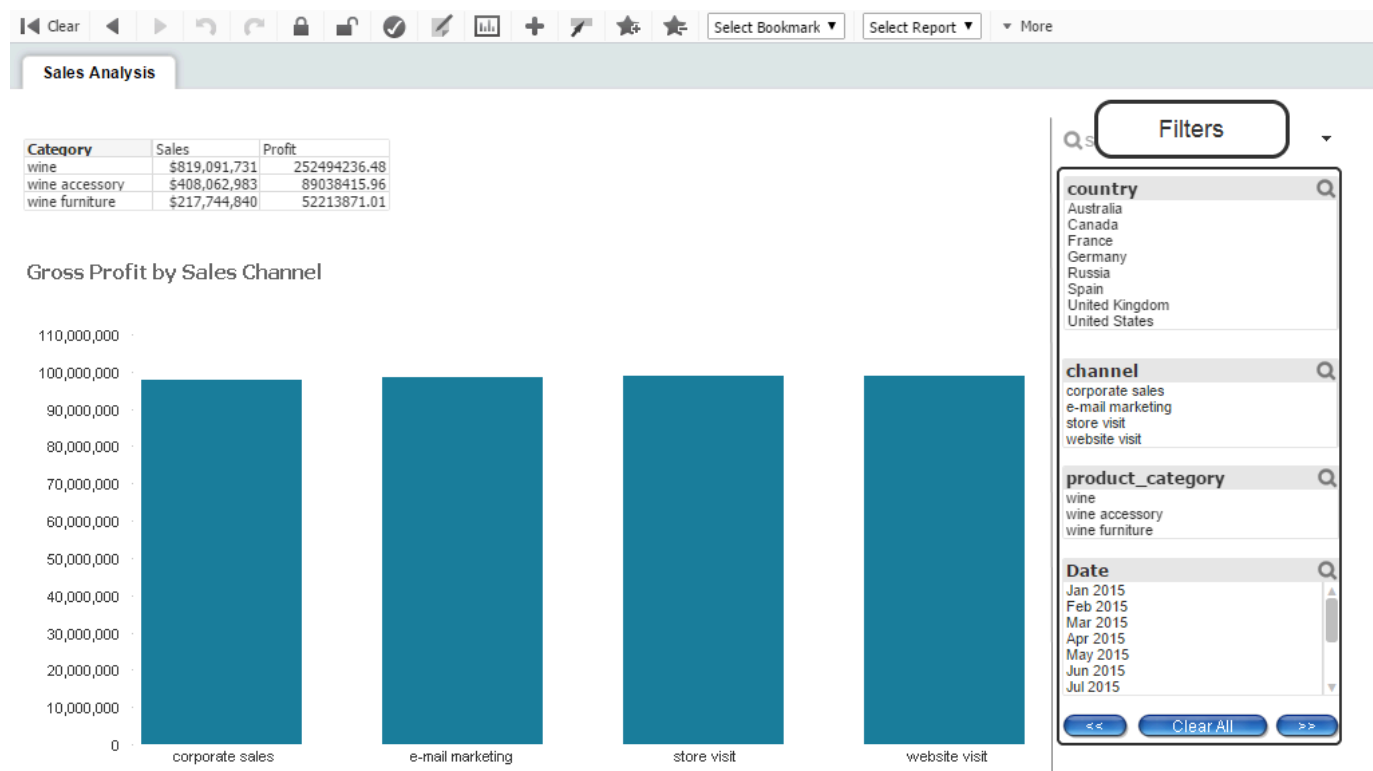 Clear Select Bookmark ▼ Select Report ▼ ▼ More
Sales Analysis
Category Sales Profit
wine $819,091,731 252494236.48
wine accessory $408,062,983 89038415.96
wine furniture $217,744,840 52213871.01
Gross Profit by Sales Channel
110,000,000
100,000,000
90,000,000
80,000,000
70,000,000
60,000,000
50,000,000
40,000,000
30,000,000
20,000,000
10,000,000
0
corporate sales e-mail marketing store visit website visit
Filters
country
Australia
Canada
France
Germany
Russia
Spain
United Kingdom
United States
channel
corporate sales
e-mail marketing
store visit
website visit
product_category
wine
wine accessory
wine furniture
Date
Jan 2015
Feb 2015
Mar 2015
Apr 2015
May 2015
Jun 2015
Jul 2015
<< Clear All >>